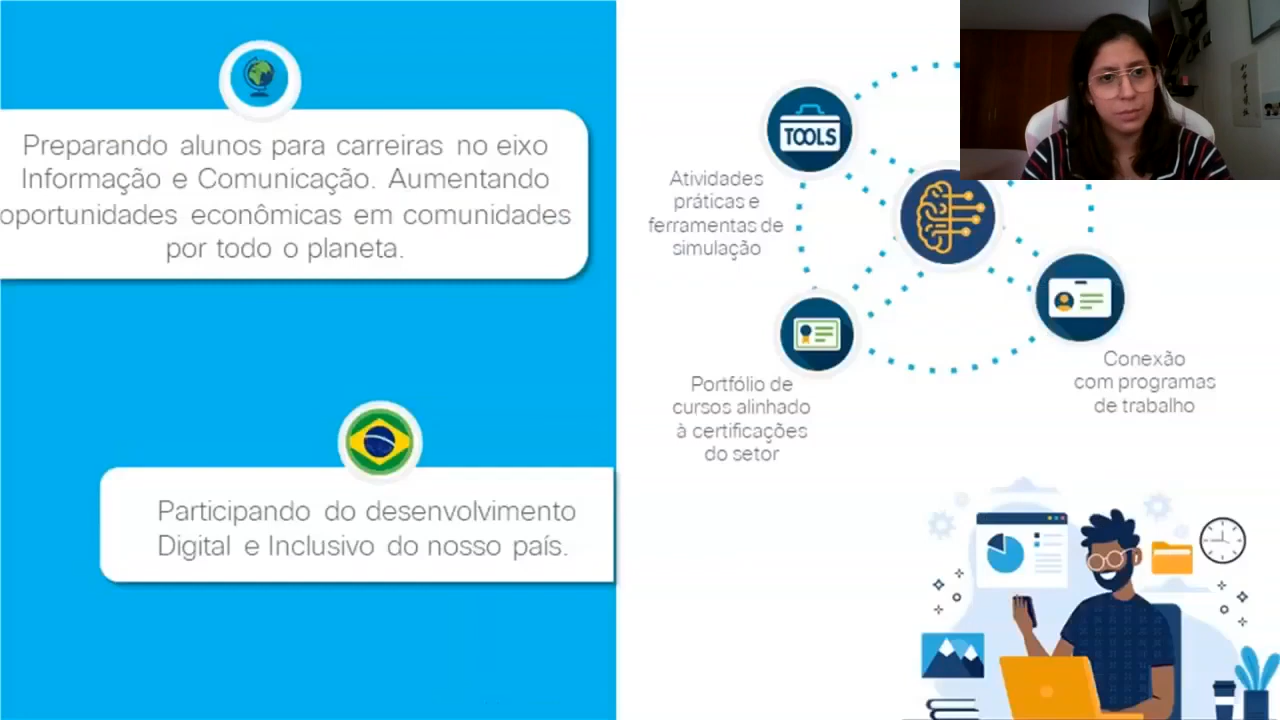 Preparando alunos para carreiras no eixo
Informação e Comunicação. Aumentando
oportunidades econômicas em comunidades
por todo o planeta.
Participando do desenvolvimento
Digital e Inclusivo do nosso país.
TOOLS
Atividades
práticas e
ferramentas de
simulação
Portfólio de
cursos alinhado
à certificações
do setor
Conexão
com programas
de trabalho